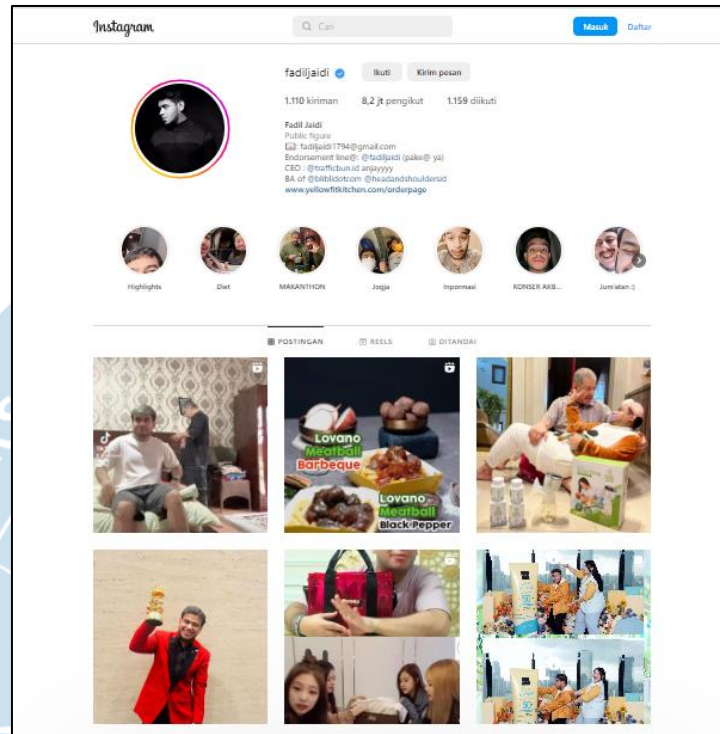 Instagram
Cari
Masuk
Daftar
fadiljaidi
Ikuti
Kirim pesan
1.110 kiriman 8,2 jt pengikut 1.159 diikuti
Fadil Jaidi
Public figure
📧: fadiljaidi1794@gmail.com
Endorsement line@: @fadiljaidi (pake@ ya)
CEO : @trafficbun.id anjayyyy
BA of @bliblidotcom @headandshouldersid
www.yellowfitkitchen.com/orderpage
Highlights
Diet
MAKANTHON
Jogja
Inpormasi
KONSER AKB...
Jum'atan :)
POSTINGAN
REELS
DITANDAI
Lovano
Meatball
Barbeque
Lovano
Meatball
Black Pepper